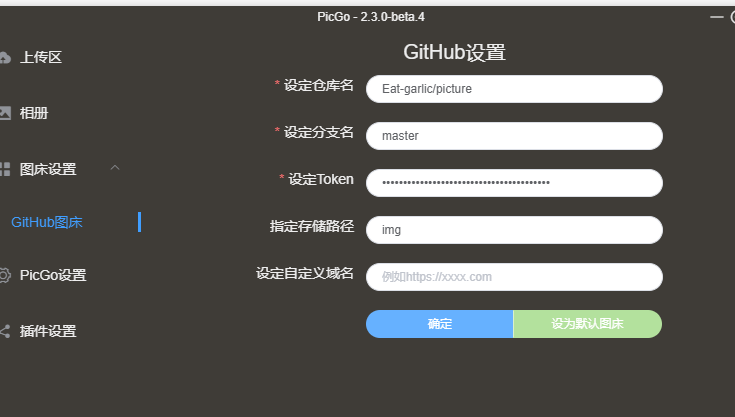 PicGo - 2.3.0-beta.4
上传区
相册
图床设置
GitHub图床
PicGo设置
插件设置
GitHub设置
* 设定仓库名
Eat-garlic/picture
* 设定分支名
master
* 设定Token
••••••••••••••••••••••••••••••••••••••••
指定存储路径
img
设定自定义域名
例如https://xxxx.com
确定
设为默认图床